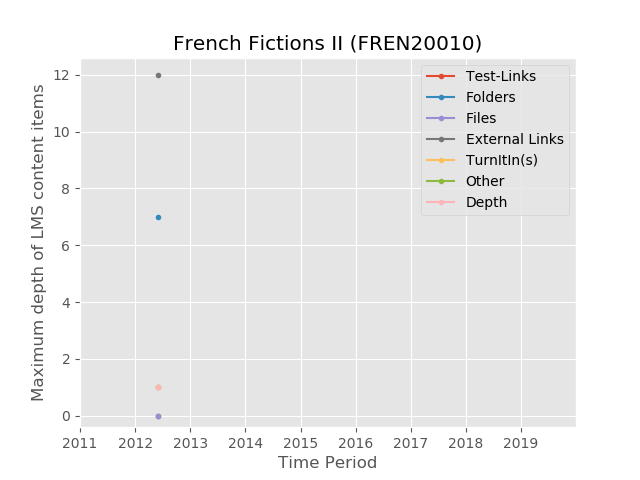 French Fictions II (FREN20010)
Maximum depth of LMS content items
12
10
8
6
4
2
0
Test-Links
Folders
Files
External Links
TurnItIn(s)
Other
Depth
2011 2012 2013 2014 2015 2016 2017 2018 2019
Time Period